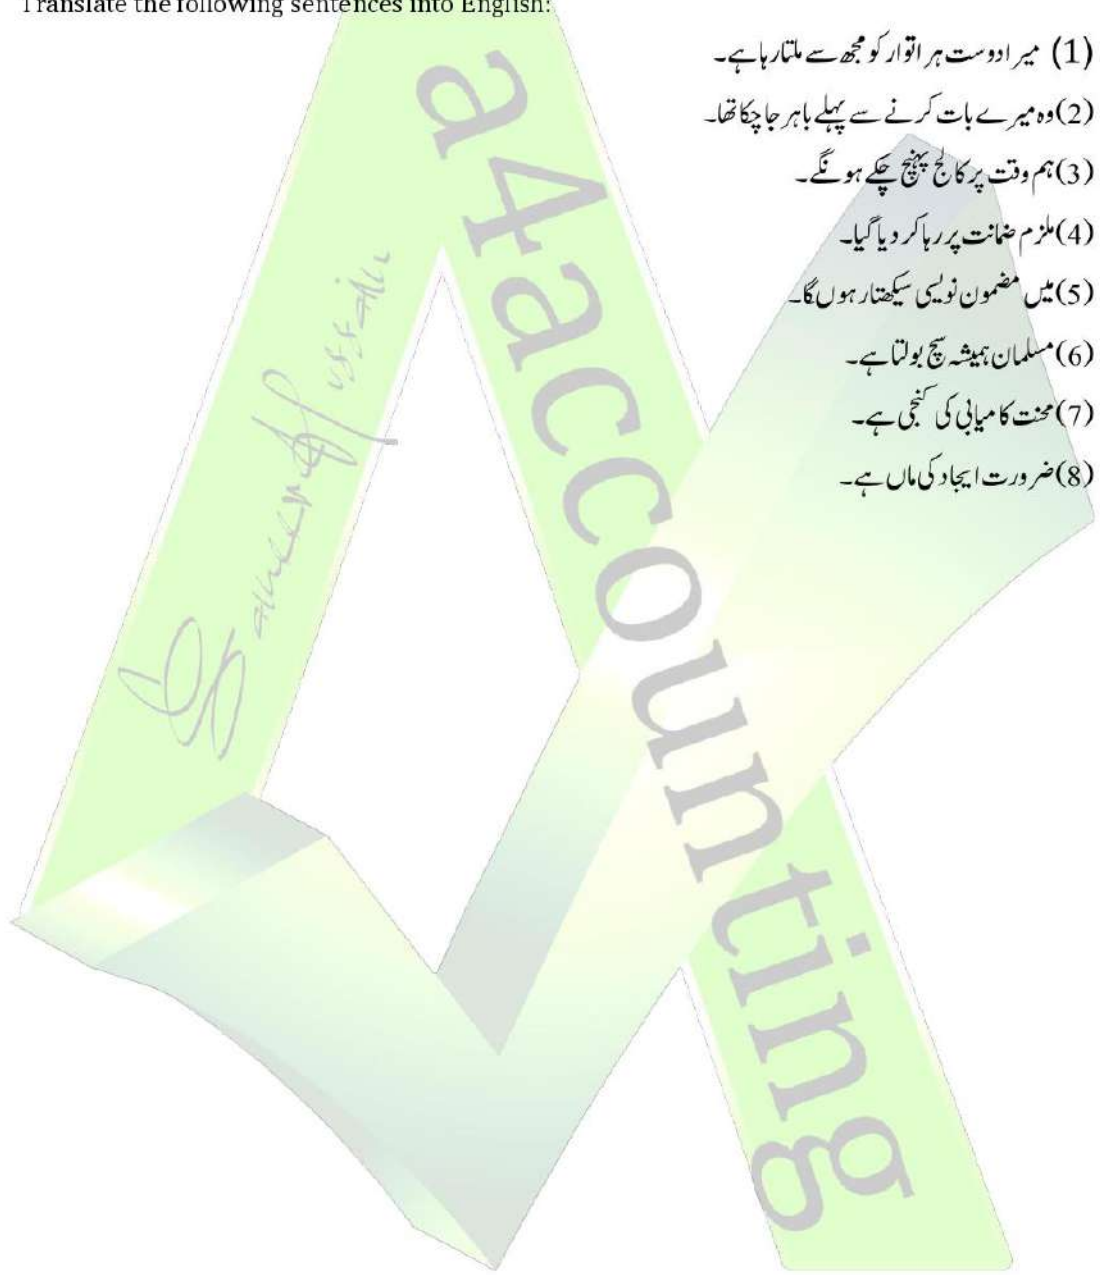 Translate the following sentences into English:
(1) میرا دوست ہر اتوار کو مجھ سے ملتا رہا ہے۔
(2) وہ میرے بات کرنے سے پہلے باہر جا چکا تھا۔
(3) ہم وقت پر کالج پہنچ چکے ہونگے۔
(4) ملزم ضمانت پر رہا کر دیا گیا۔
(5) میں مضمون نویسی سیکھتا رہوں گا۔
(6) مسلمان ہمیشہ سچ بولتا ہے۔
(7) محنت کامیابی کی کنجی ہے۔
(8) ضرورت ایجاد کی ماں ہے۔
a4accounting
Sameer Hussain